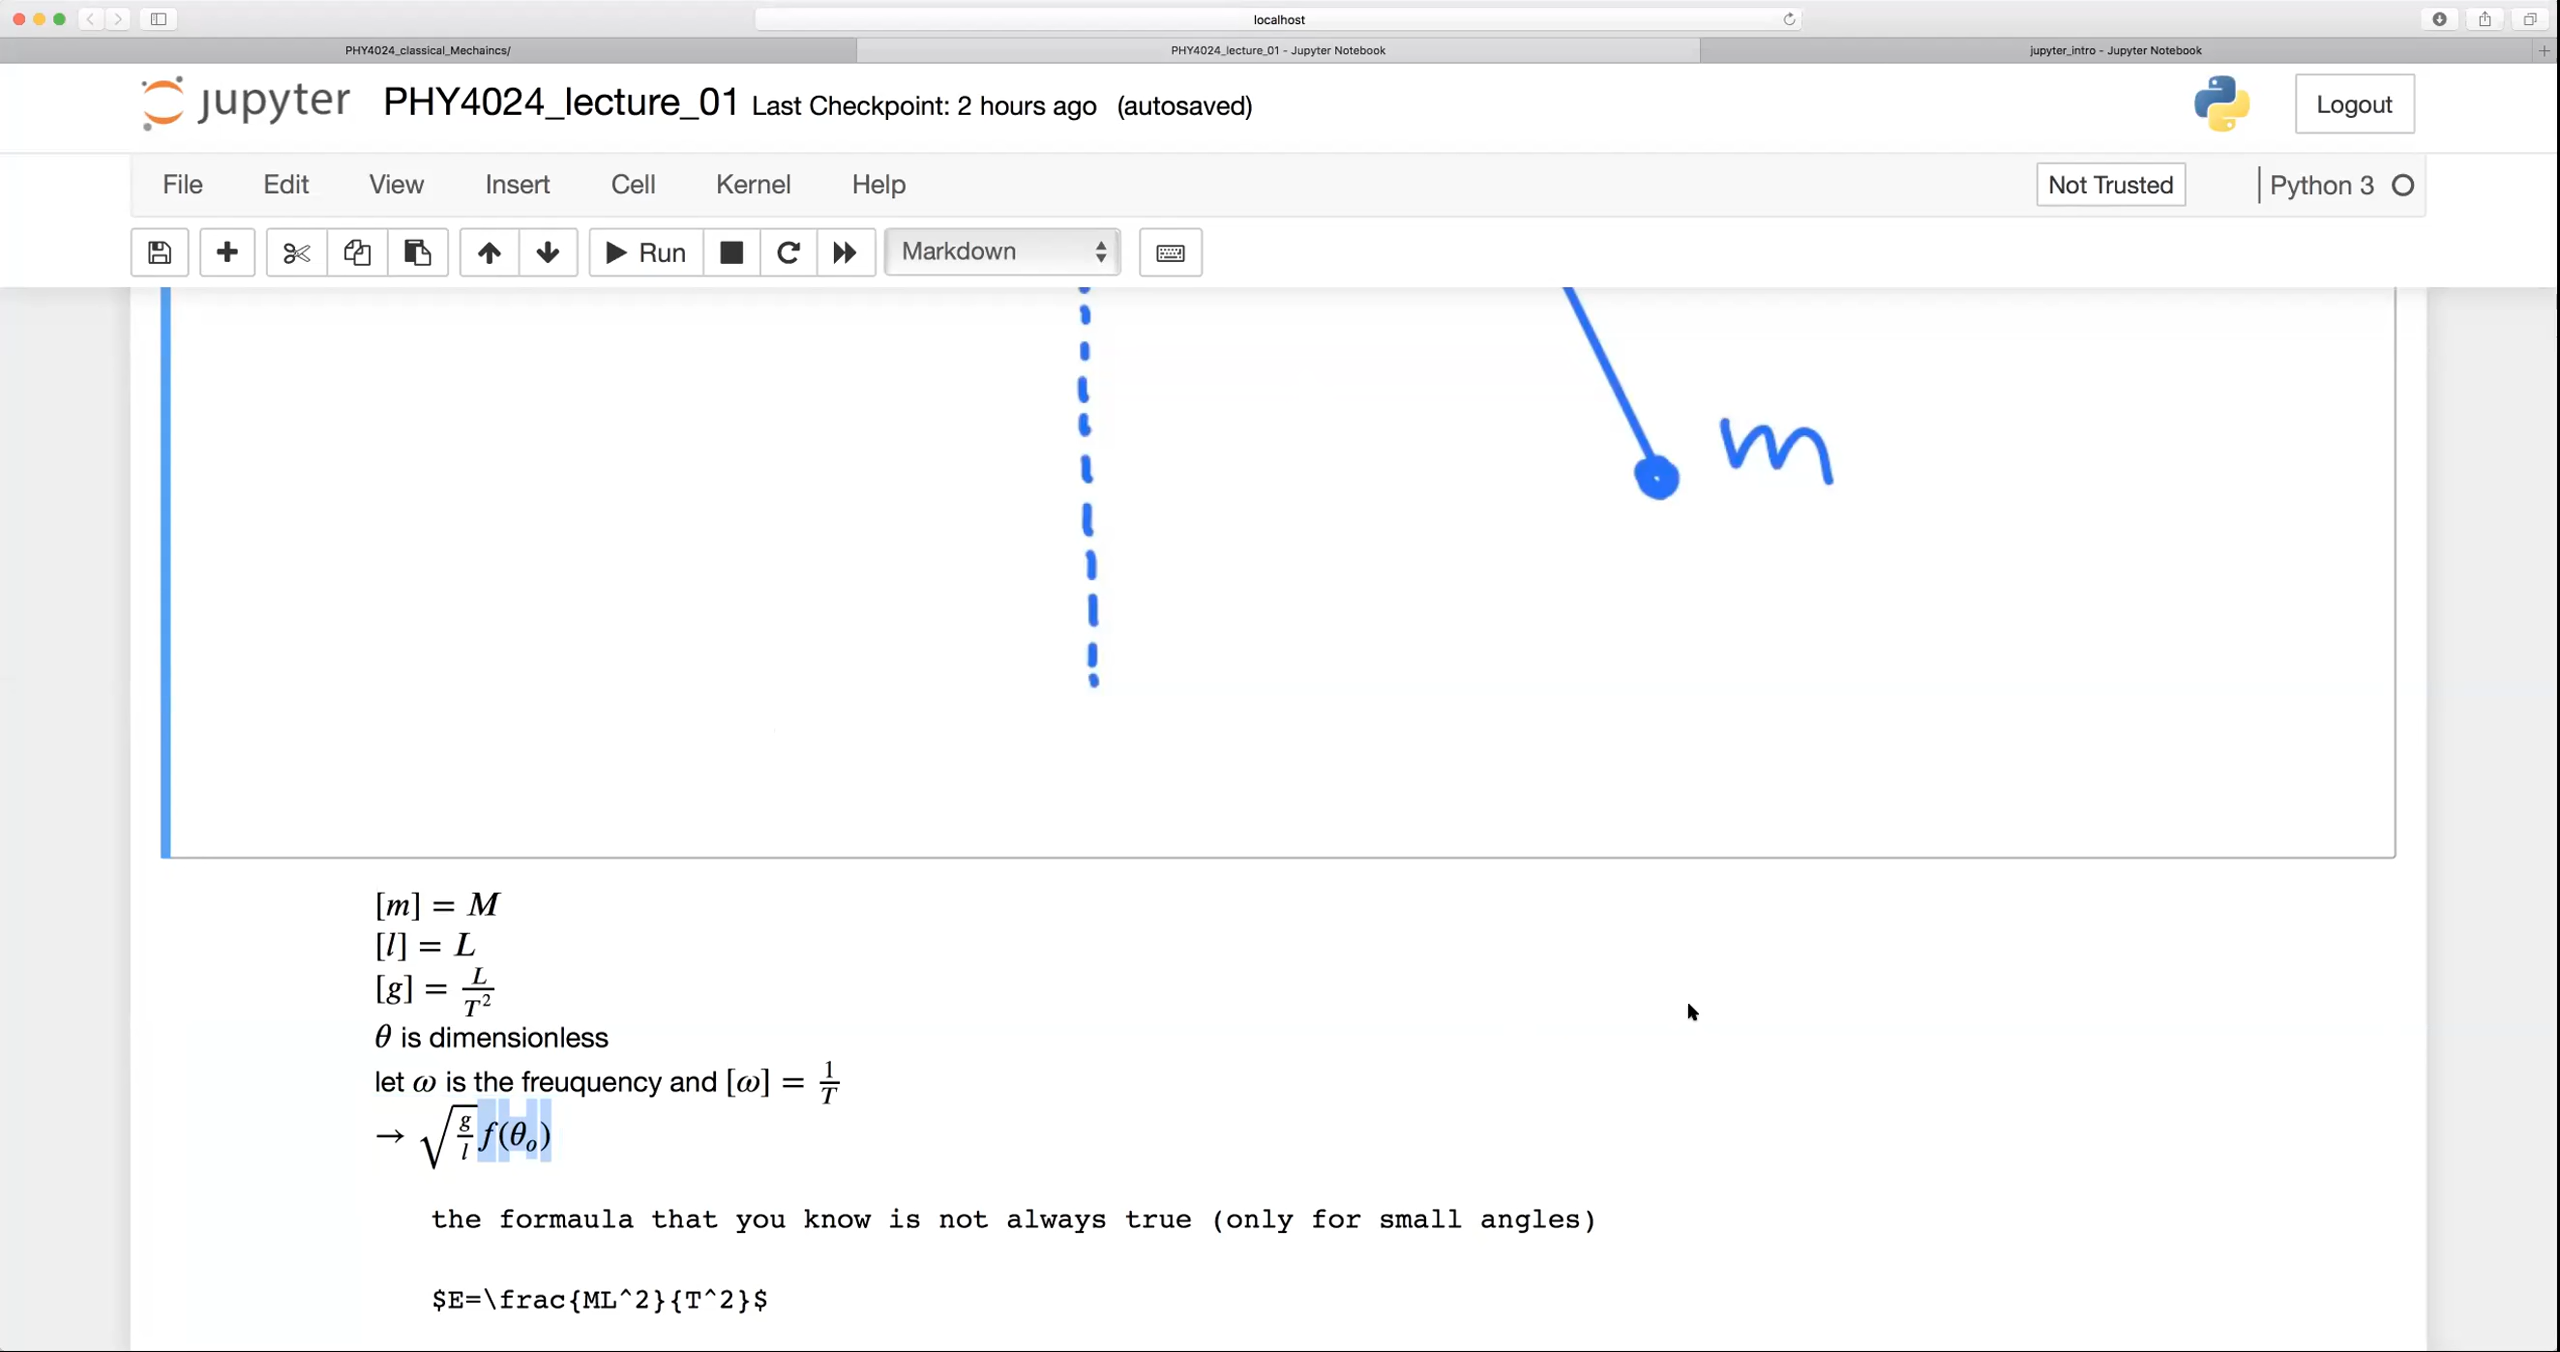 localhost
PHY4024_classical_Mechaincs/
PHY4024_lecture_01 - Jupyter Notebook
jupyter_intro - Jupyter Notebook
jupyter PHY4024_lecture_01 Last Checkpoint: 2 hours ago (autosaved)
Logout
File Edit View Insert Cell Kernel Help
Not Trusted
Python 3
Run
Markdown
m
[m] = M
[l] = L
[g] = L/T²
θ is dimensionless
let ω is the freuquency and [ω] = 1/T
→ √(g/l) f(θₒ)
the formaula that you know is not always true (only for small angles)
$E=\frac{ML^2}{T^2}$